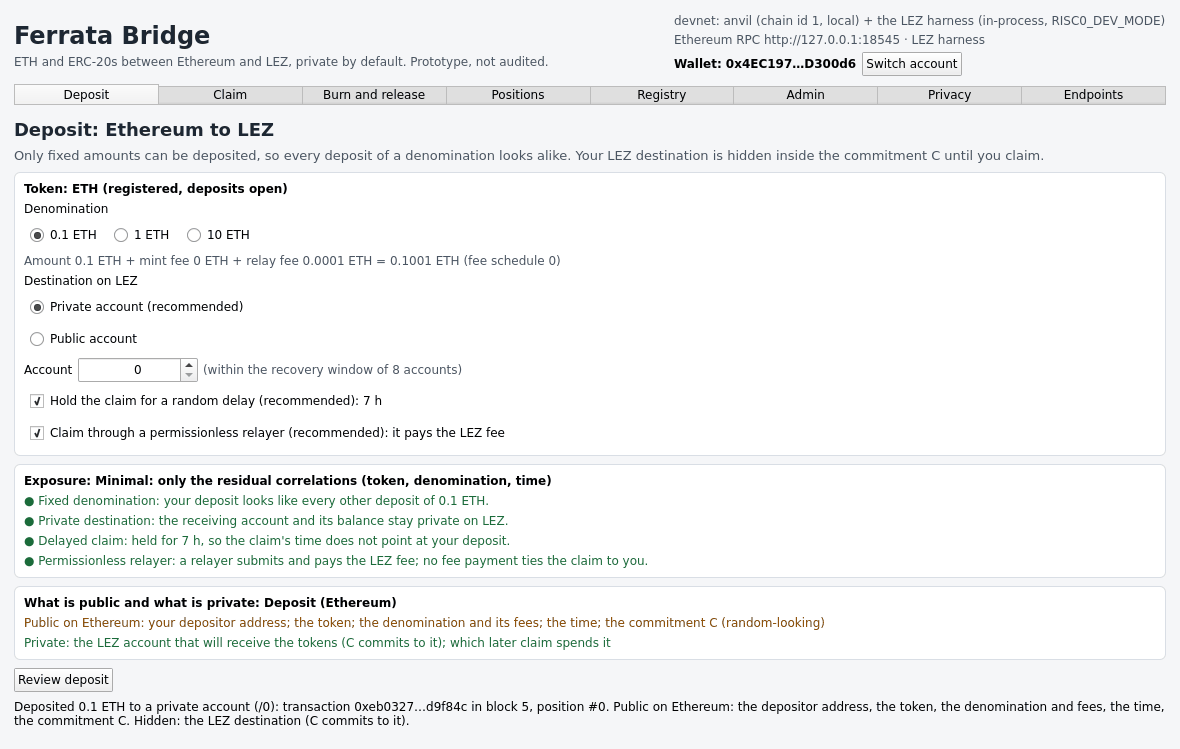 Ferrata Bridge
ETH and ERC-20s between Ethereum and LEZ, private by default. Prototype, not audited.
devnet: anvil (chain id 1, local) + the LEZ harness (in-process, RISC0_DEV_MODE)
Ethereum RPC http://127.0.0.1:18545 · LEZ harness
Wallet: 0x4EC197…D300d6 Switch account
Deposit Claim Burn and release Positions Registry Admin Privacy Endpoints
Deposit: Ethereum to LEZ
Only fixed amounts can be deposited, so every deposit of a denomination looks alike. Your LEZ destination is hidden inside the commitment C until you claim.
Token: ETH (registered, deposits open)
Denomination
0.1 ETH 1 ETH 10 ETH
Amount 0.1 ETH + mint fee 0 ETH + relay fee 0.0001 ETH = 0.1001 ETH (fee schedule 0)
Destination on LEZ
Private account (recommended)
Public account
Account 0 (within the recovery window of 8 accounts)
Hold the claim for a random delay (recommended): 7 h
Claim through a permissionless relayer (recommended): it pays the LEZ fee
Exposure: Minimal: only the residual correlations (token, denomination, time)
● Fixed denomination: your deposit looks like every other deposit of 0.1 ETH.
● Private destination: the receiving account and its balance stay private on LEZ.
● Delayed claim: held for 7 h, so the claim's time does not point at your deposit.
● Permissionless relayer: a relayer submits and pays the LEZ fee; no fee payment ties the claim to you.
What is public and what is private: Deposit (Ethereum)
Public on Ethereum: your depositor address; the token; the denomination and its fees; the time; the commitment C (random-looking)
Private: the LEZ account that will receive the tokens (C commits to it); which later claim spends it
Review deposit
Deposited 0.1 ETH to a private account (/0): transaction 0xeb0327…d9f84c in block 5, position #0. Public on Ethereum: the depositor address, the token, the denomination and fees, the time,
the commitment C. Hidden: the LEZ destination (C commits to it).